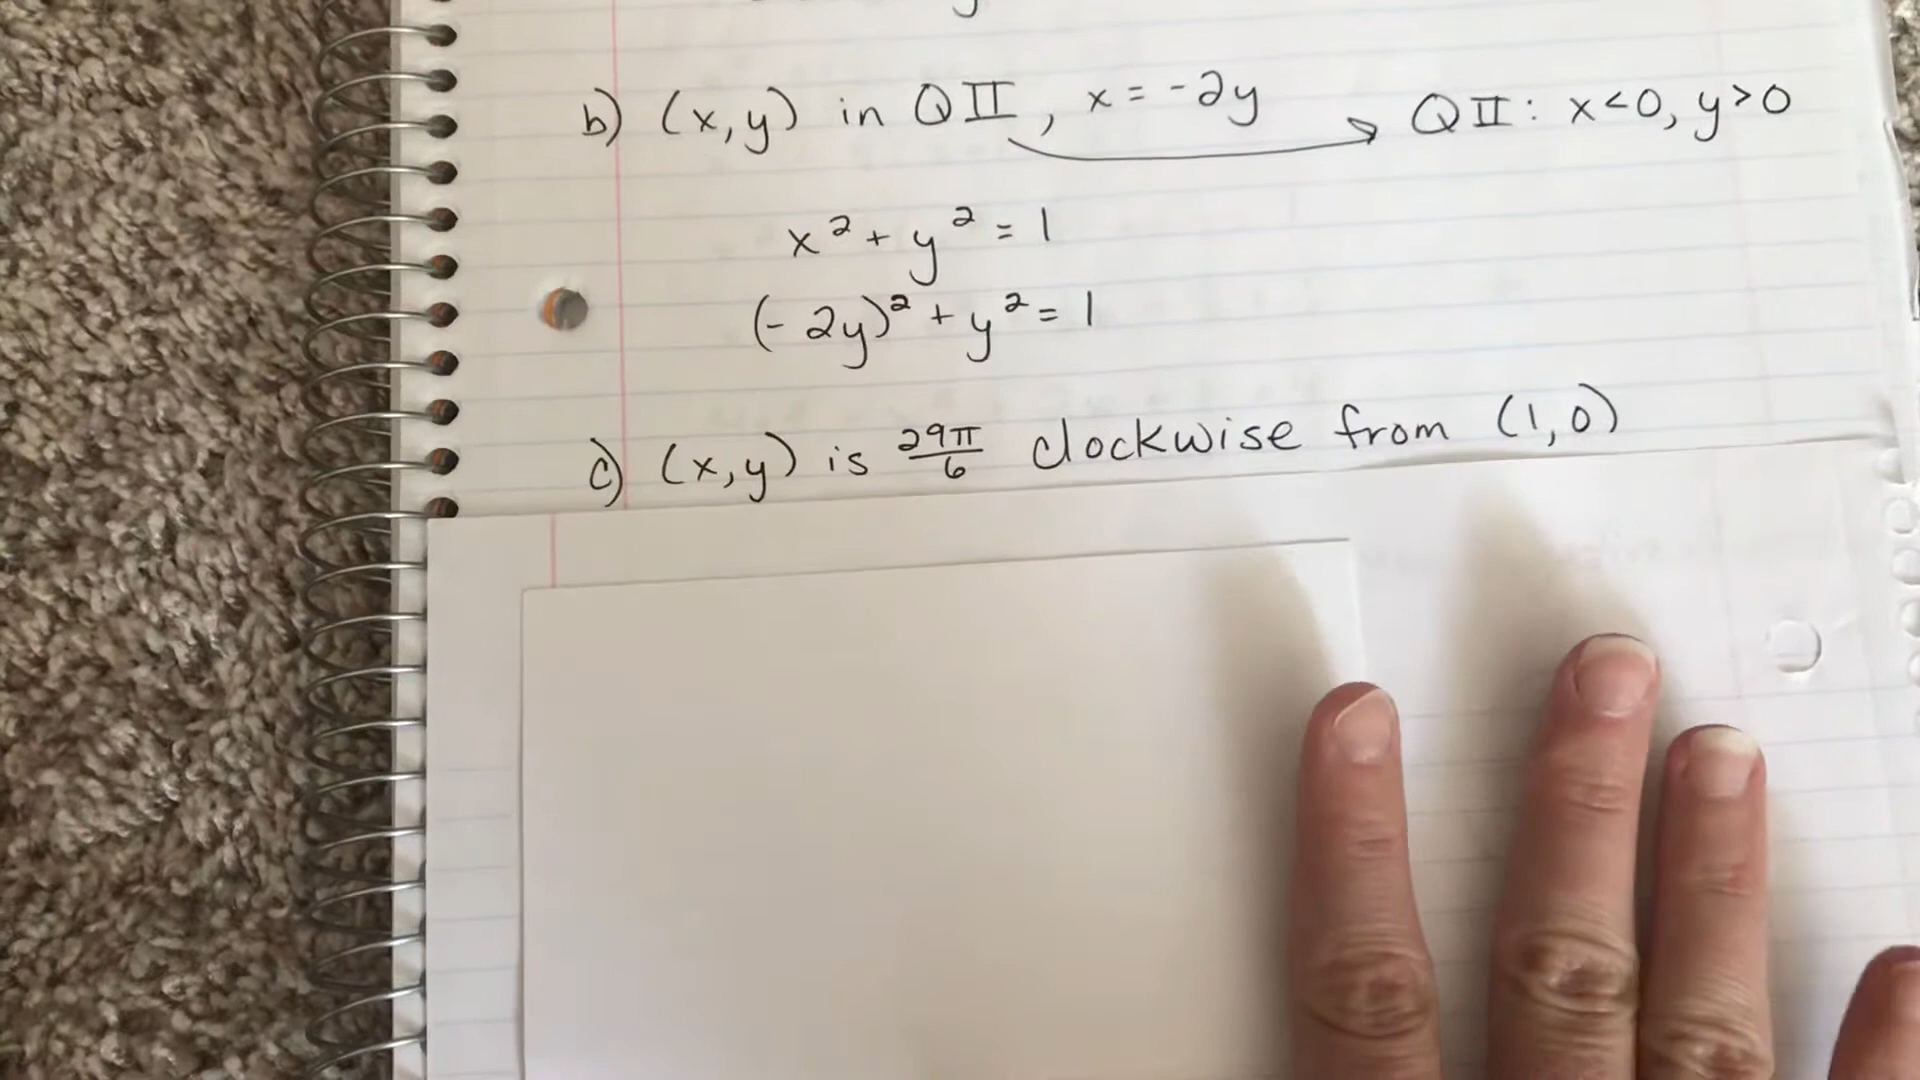 b) (x,y) in QII, x = -2y → QII: x<0, y>0
x² + y² = 1
(-2y)² + y² = 1
c) (x,y) is 29π/6 clockwise from (1,0)